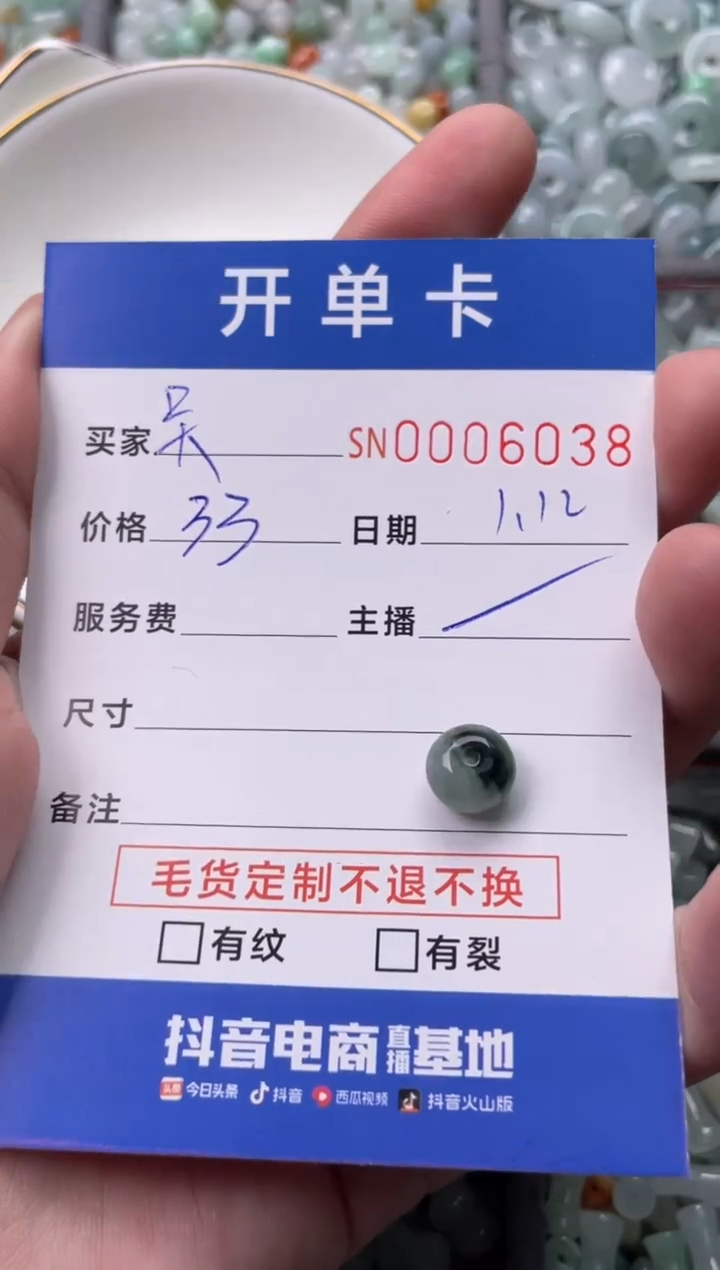 开单卡
买家 吴 SN0006038
价格 33 日期 1.12
服务费 主播
尺寸
备注
毛货定制不退不换
有纹 有裂
抖音电商直播基地
头条 今日头条 抖音 西瓜视频 抖音火山版